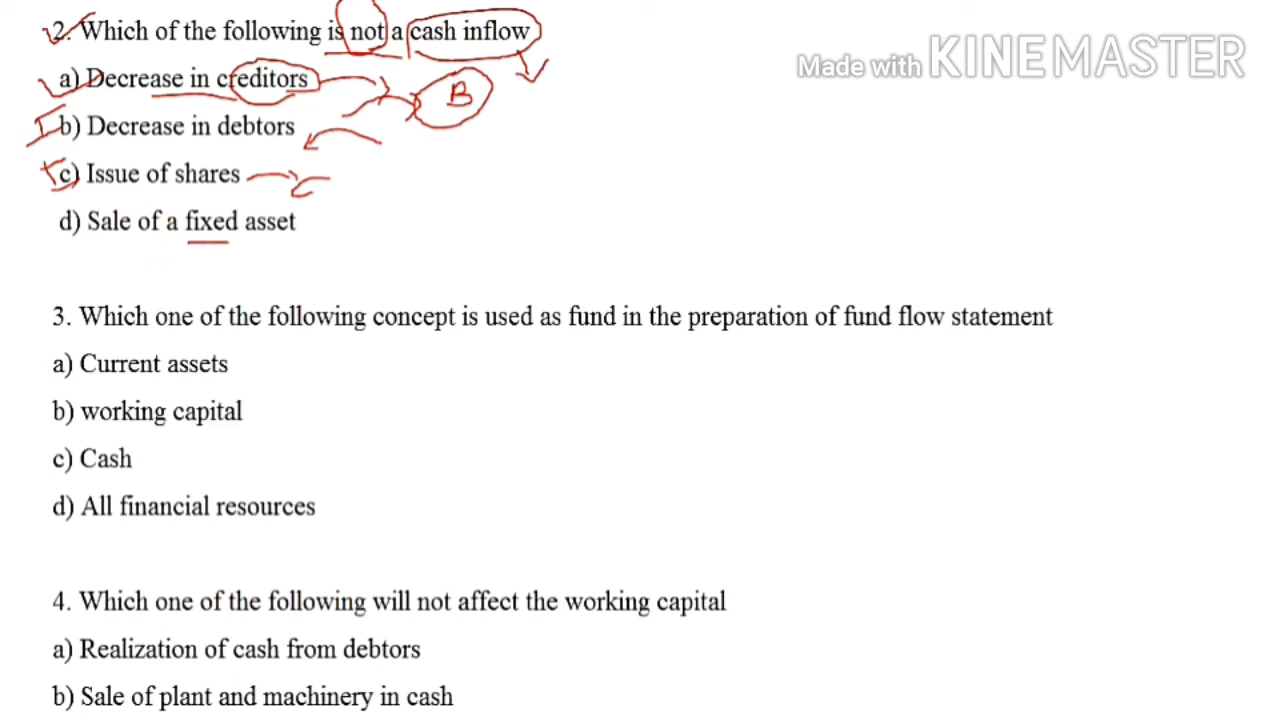 2. Which of the following is not a cash inflow
Made with KINEMASTER
a) Decrease in creditors
B
b) Decrease in debtors
c) Issue of shares
d) Sale of a fixed asset
3. Which one of the following concept is used as fund in the preparation of fund flow statement
a) Current assets
b) working capital
c) Cash
d) All financial resources
4. Which one of the following will not affect the working capital
a) Realization of cash from debtors
b) Sale of plant and machinery in cash